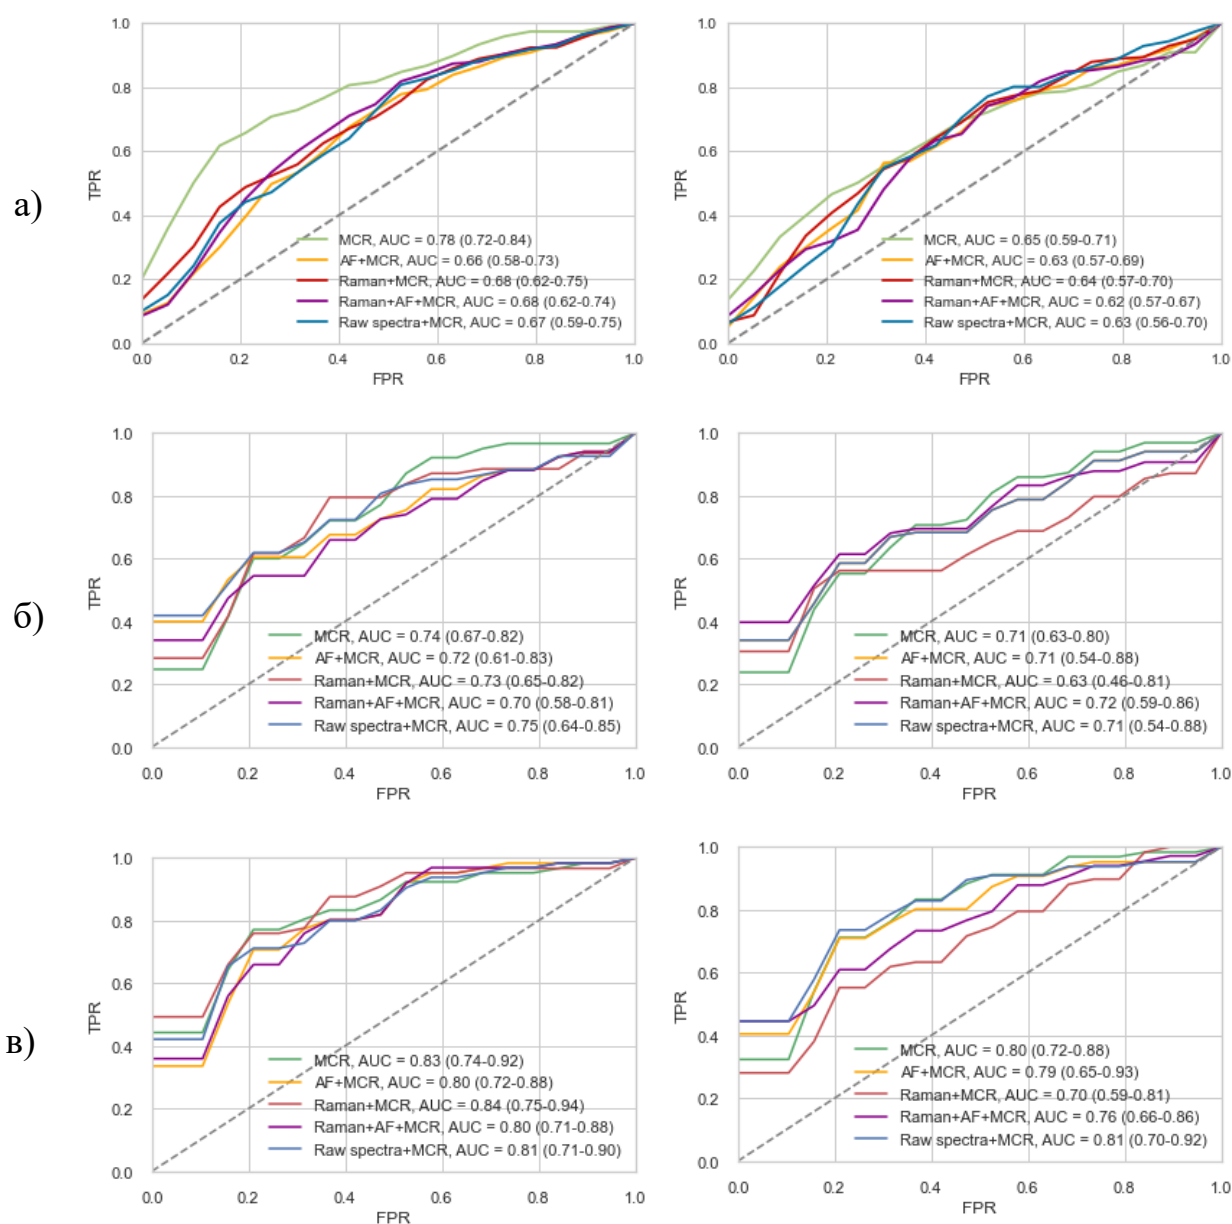 а)
1.0
0.8
0.6
0.4
0.2
0.0
TPR
MCR, AUC = 0.78 (0.72-0.84)
AF+MCR, AUC = 0.66 (0.58-0.73)
Raman+MCR, AUC = 0.68 (0.62-0.75)
Raman+AF+MCR, AUC = 0.68 (0.62-0.74)
Raw spectra+MCR, AUC = 0.67 (0.59-0.75)
0.0 0.2 0.4 0.6 0.8 1.0
FPR
1.0
0.8
0.6
0.4
0.2
0.0
TPR
MCR, AUC = 0.65 (0.59-0.71)
AF+MCR, AUC = 0.63 (0.57-0.69)
Raman+MCR, AUC = 0.64 (0.57-0.70)
Raman+AF+MCR, AUC = 0.62 (0.57-0.67)
Raw spectra+MCR, AUC = 0.63 (0.56-0.70)
0.0 0.2 0.4 0.6 0.8 1.0
FPR
б)
1.0
0.8
0.6
0.4
0.2
0.0
TPR
MCR, AUC = 0.74 (0.67-0.82)
AF+MCR, AUC = 0.72 (0.61-0.83)
Raman+MCR, AUC = 0.73 (0.65-0.82)
Raman+AF+MCR, AUC = 0.70 (0.58-0.81)
Raw spectra+MCR, AUC = 0.75 (0.64-0.85)
0.0 0.2 0.4 0.6 0.8 1.0
FPR
1.0
0.8
0.6
0.4
0.2
0.0
TPR
MCR, AUC = 0.71 (0.63-0.80)
AF+MCR, AUC = 0.71 (0.54-0.88)
Raman+MCR, AUC = 0.63 (0.46-0.81)
Raman+AF+MCR, AUC = 0.72 (0.59-0.86)
Raw spectra+MCR, AUC = 0.71 (0.54-0.88)
0.0 0.2 0.4 0.6 0.8 1.0
FPR
в)
1.0
0.8
0.6
0.4
0.2
0.0
TPR
MCR, AUC = 0.83 (0.74-0.92)
AF+MCR, AUC = 0.80 (0.72-0.88)
Raman+MCR, AUC = 0.84 (0.75-0.94)
Raman+AF+MCR, AUC = 0.80 (0.71-0.88)
Raw spectra+MCR, AUC = 0.81 (0.71-0.90)
0.0 0.2 0.4 0.6 0.8 1.0
FPR
1.0
0.8
0.6
0.4
0.2
0.0
TPR
MCR, AUC = 0.80 (0.72-0.88)
AF+MCR, AUC = 0.79 (0.65-0.93)
Raman+MCR, AUC = 0.70 (0.59-0.81)
Raman+AF+MCR, AUC = 0.76 (0.66-0.86)
Raw spectra+MCR, AUC = 0.81 (0.70-0.92)
0.0 0.2 0.4 0.6 0.8 1.0
FPR